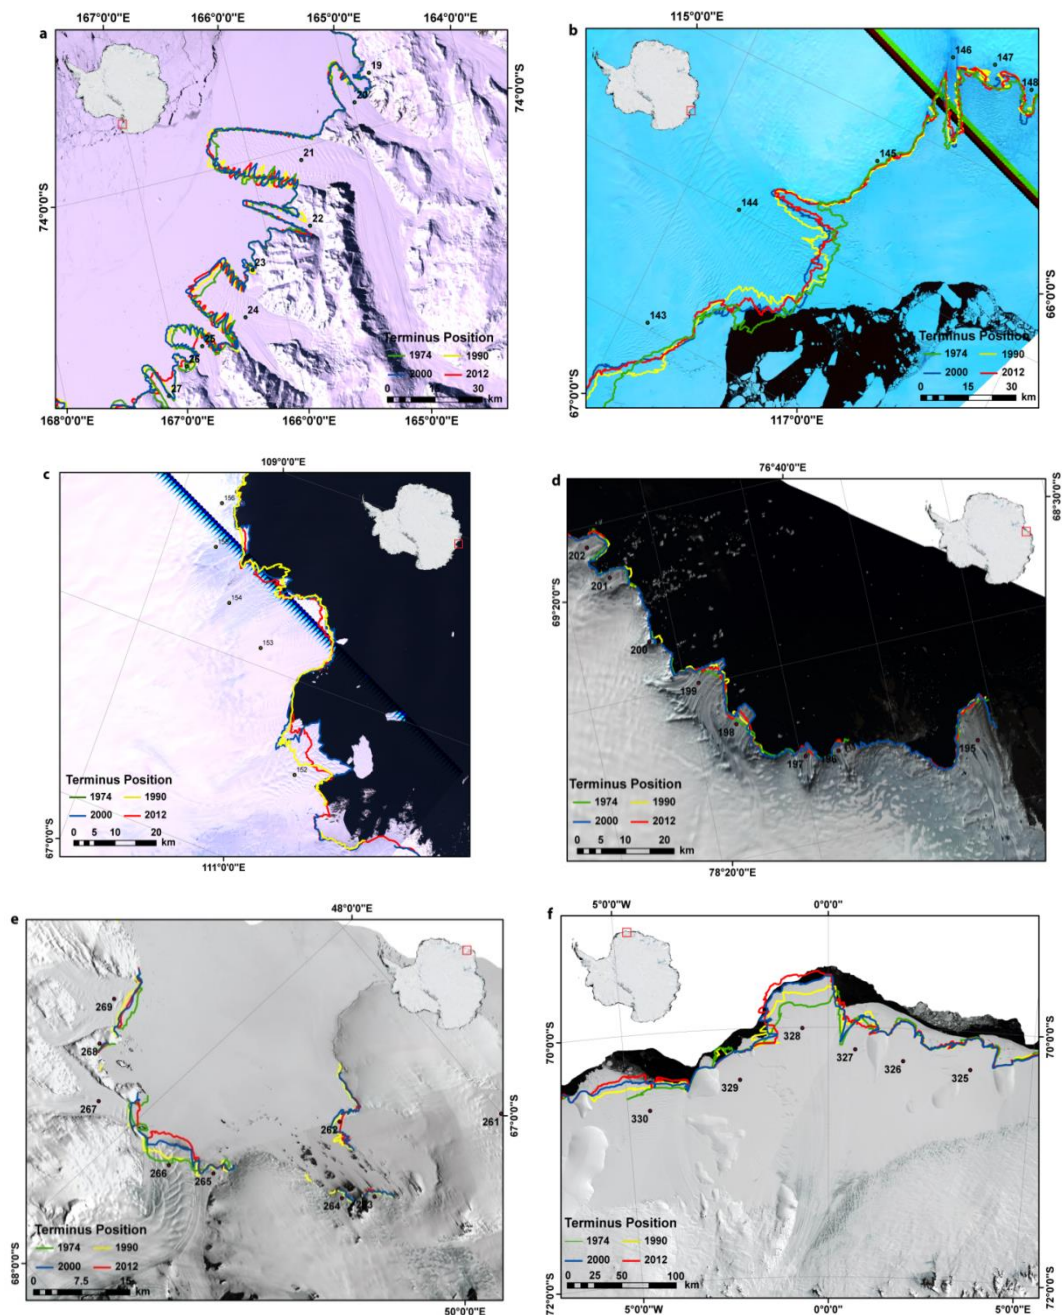 a
167°0'0"E 166°0'0"E 165°0'0"E 164°0'0"E
74°0'0"S
19
20
21
74°0'0"S
22
23
24
25
26
27
Terminus Position
1974 1990
2000 2012
0 15 30
km
168°0'0"E 167°0'0"E 166°0'0"E 165°0'0"E
b
115°0'0"E
146
147
148
145
144
143
66°0'0"S
67°0'0"S
Terminus Position
1974 1990
2000 2012
0 15 30
km
117°0'0"E
c
109°0'0"E
156
154
153
152
Terminus Position
1974 1990
2000 2012
0 5 10 20
km
67°0'0"S
111°0'0"E
d
76°40'0"E
68°30'0"S
202
201
69°20'0"S
200
199
198
197
196
195
Terminus Position
1974 1990
2000 2012
0 5 10 20
km
78°20'0"E
e
48°0'0"E
269
268
267
262
261
67°0'0"S
266
265
264
Terminus Position
1974 1990
2000 2012
0 7.5 15
km
68°0'0"S
50°0'0"E
f
5°0'0"W 0°0'0"
70°0'0"S
70°0'0"S
328
327
326
325
329
330
Terminus Position
1974 1990
2000 2012
0 25 50 100
km
72°0'0"S
72°0'0"S
5°0'0"W 0°0'0" 5°0'0"E